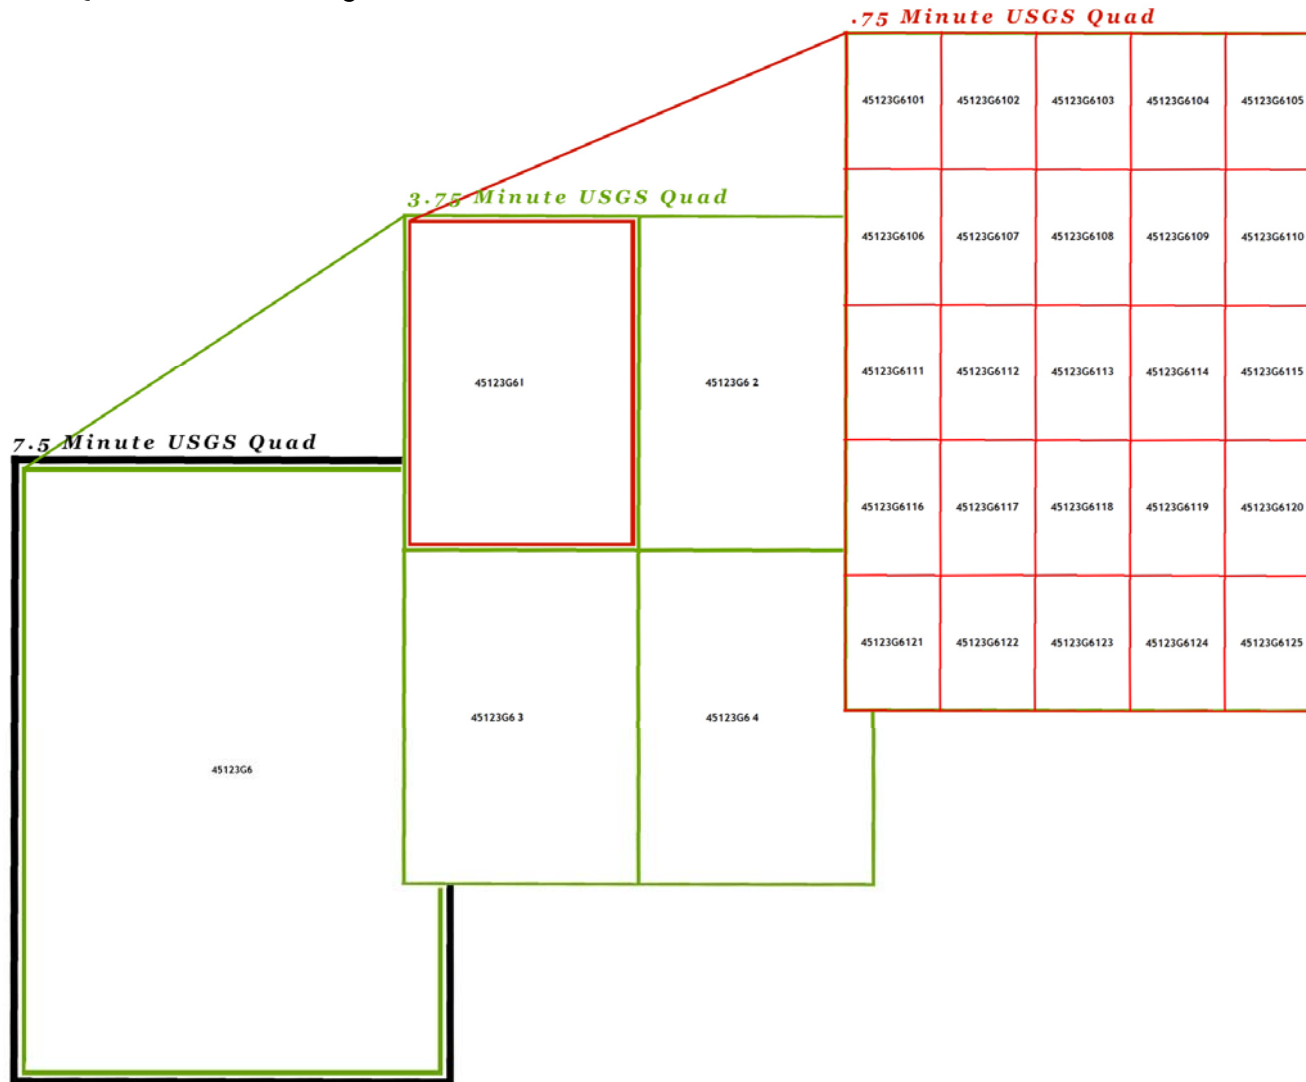 .75 Minute USGS Quad
45123G6101 45123G6102 45123G6103 45123G6104 45123G6105
3.75 Minute USGS Quad
45123G6106 45123G6107 45123G6108 45123G6109 45123G6110
45123G6111 45123G6112 45123G6113 45123G6114 45123G6115
45123G61 45123G6 2
7.5 Minute USGS Quad
45123G6116 45123G6117 45123G6118 45123G6119 45123G6120
45123G6121 45123G6122 45123G6123 45123G6124 45123G6125
45123G6 3 45123G6 4
45123G6